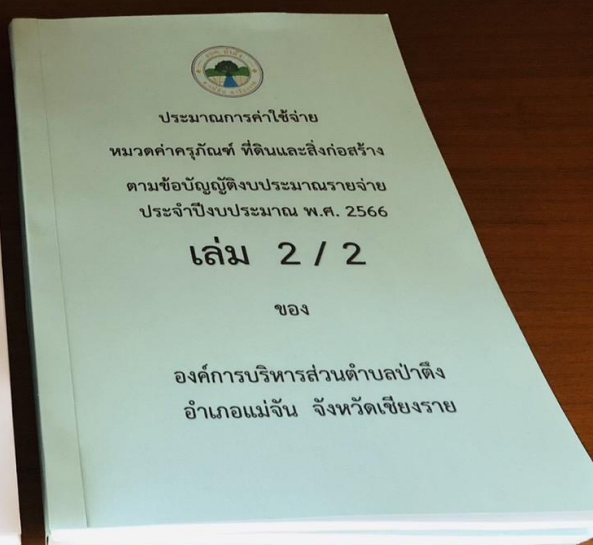 ประมาณการค่าใช้จ่าย
หมวดค่าครุภัณฑ์ ที่ดินและสิ่งก่อสร้าง
ตามข้อบัญญัติงบประมาณรายจ่าย
ประจำปีงบประมาณ พ.ศ. 2566
เล่ม 2 / 2
ของ
องค์การบริหารส่วนตำบลป่าตึง
อำเภอแม่จัน จังหวัดเชียงราย